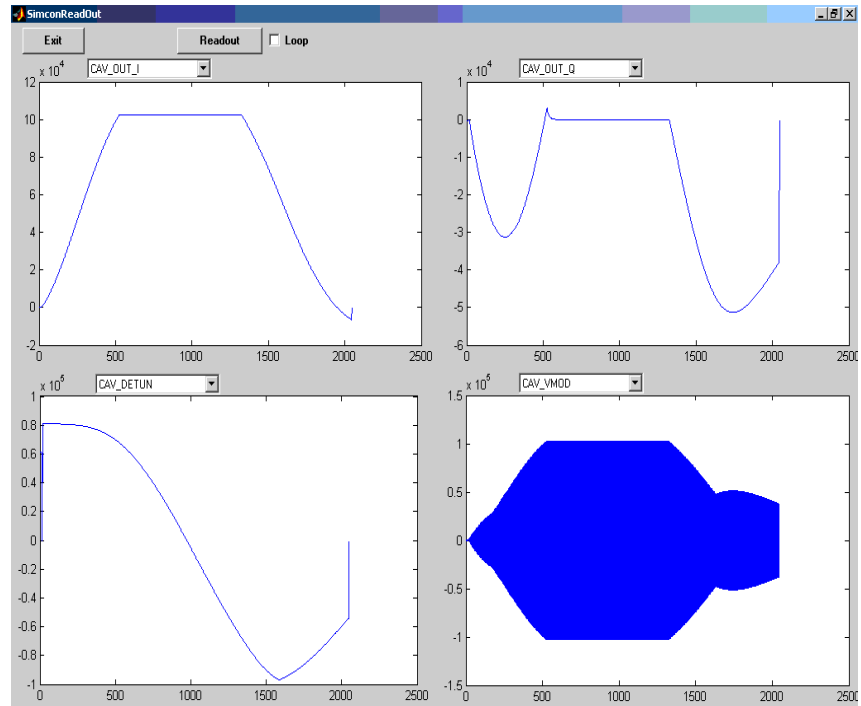 SimconReadOut
Exit
Readout
Loop
x 10^4
CAV_OUT_I
12
10
8
6
4
2
0
-2
0 500 1000 1500 2000 2500
x 10^4
CAV_OUT_Q
1
0
-1
-2
-3
-4
-5
-6
0 500 1000 1500 2000 2500
x 10^5
CAV_DETUN
1
0.8
0.6
0.4
0.2
0
-0.2
-0.4
-0.6
-0.8
-1
0 500 1000 1500 2000 2500
x 10^5
CAV_VMOD
1.5
1
0.5
0
-0.5
-1
-1.5
0 500 1000 1500 2000 2500